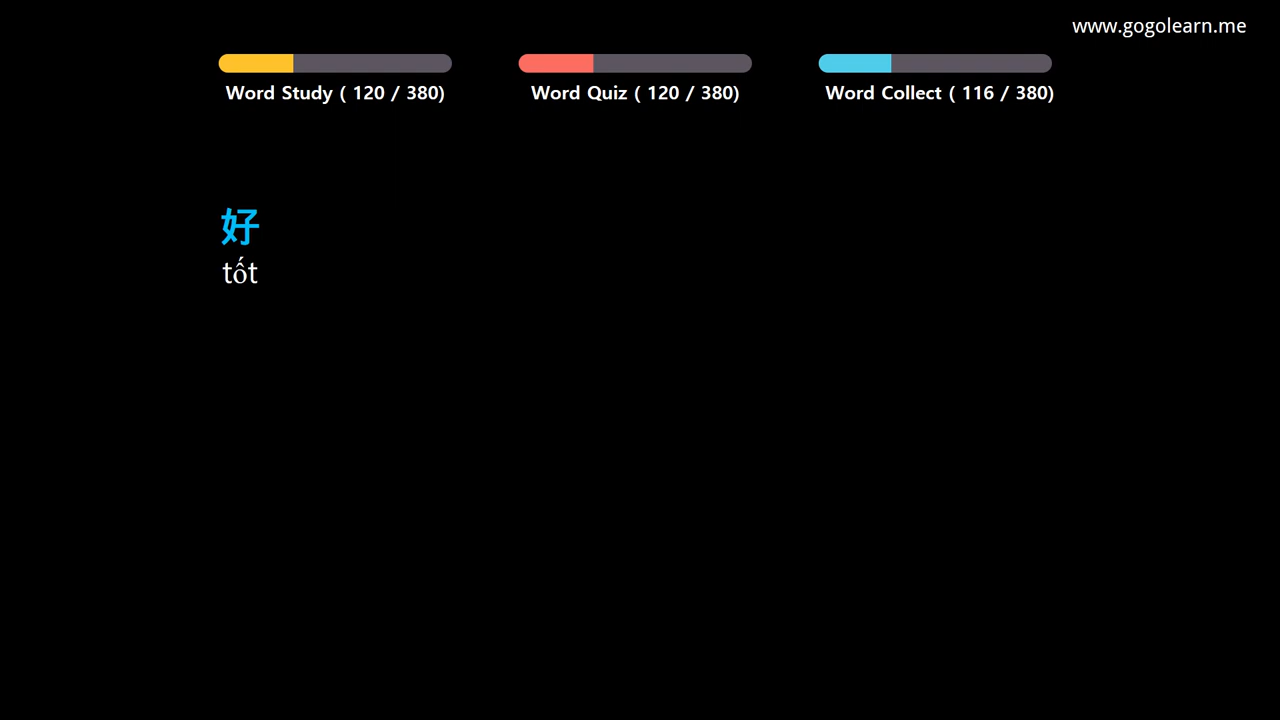 www.gogolearn.me
Word Study ( 120 / 380)
Word Quiz ( 120 / 380)
Word Collect ( 116 / 380)
好
tốt